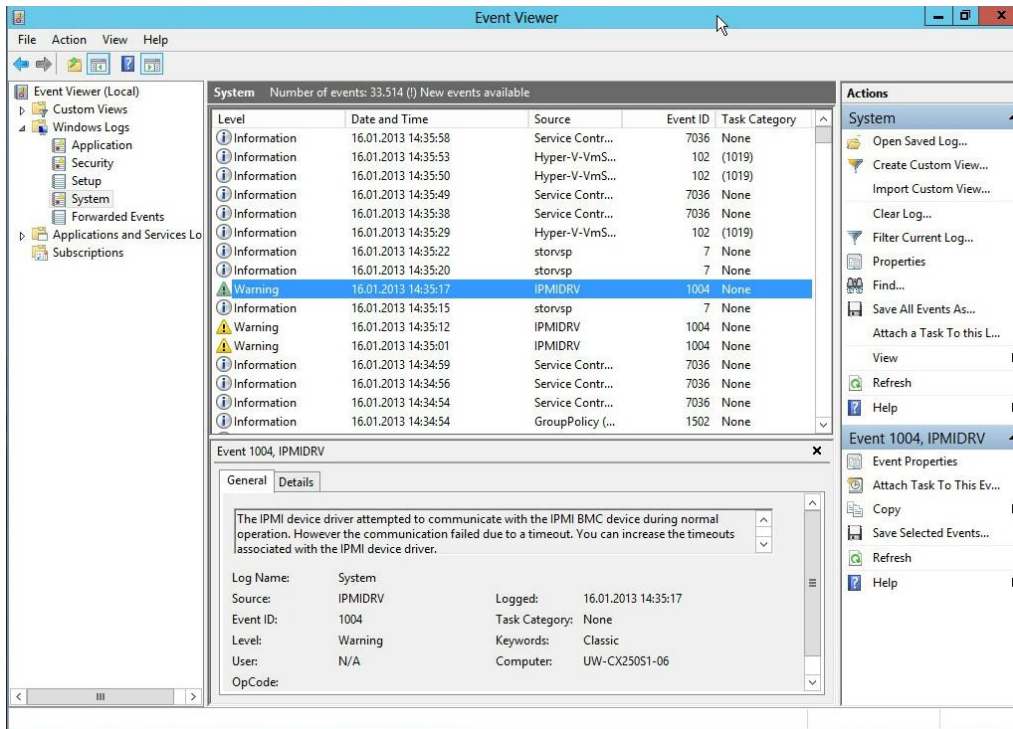 Event Viewer
File Action View Help
Event Viewer (Local)
Custom Views
Windows Logs
Application
Security
Setup
System
Forwarded Events
Applications and Services Lo
Subscriptions
System Number of events: 33.514 (!) New events available
Level Date and Time Source Event ID Task Category
Information 16.01.2013 14:35:58 Service Contr... 7036 None
Information 16.01.2013 14:35:53 Hyper-V-VmS... 102 (1019)
Information 16.01.2013 14:35:50 Hyper-V-VmS... 102 (1019)
Information 16.01.2013 14:35:49 Service Contr... 7036 None
Information 16.01.2013 14:35:38 Service Contr... 7036 None
Information 16.01.2013 14:35:29 Hyper-V-VmS... 102 (1019)
Information 16.01.2013 14:35:22 storvsp 7 None
Information 16.01.2013 14:35:20 storvsp 7 None
Warning 16.01.2013 14:35:17 IPMIDRV 1004 None
Information 16.01.2013 14:35:15 storvsp 7 None
Warning 16.01.2013 14:35:12 IPMIDRV 1004 None
Warning 16.01.2013 14:35:01 IPMIDRV 1004 None
Information 16.01.2013 14:34:59 Service Contr... 7036 None
Information 16.01.2013 14:34:56 Service Contr... 7036 None
Information 16.01.2013 14:34:54 Service Contr... 7036 None
Information 16.01.2013 14:34:54 GroupPolicy (... 1502 None
Event 1004, IPMIDRV
General Details
The IPMI device driver attempted to communicate with the IPMI BMC device during normal
operation. However the communication failed due to a timeout. You can increase the timeouts
associated with the IPMI device driver.
Log Name: System
Source: IPMIDRV Logged: 16.01.2013 14:35:17
Event ID: 1004 Task Category: None
Level: Warning Keywords: Classic
User: N/A Computer: UW-CX250S1-06
OpCode:
Actions
System
Open Saved Log...
Create Custom View...
Import Custom View...
Clear Log...
Filter Current Log...
Properties
Find...
Save All Events As...
Attach a Task To this L...
View
Refresh
Help
Event 1004, IPMIDRV
Event Properties
Attach Task To This Ev...
Copy
Save Selected Events...
Refresh
Help